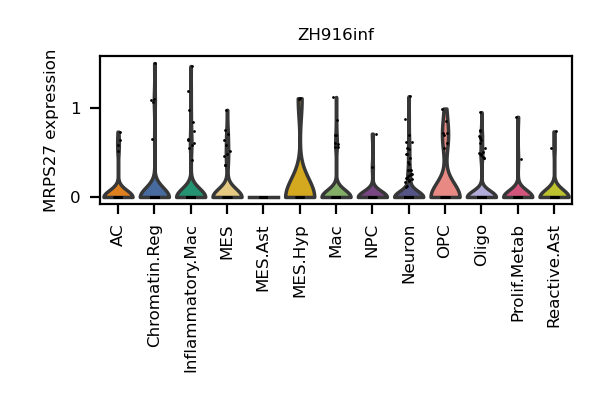 ZH916inf
MRPS27 expression
1
0
AC
Chromatin.Reg
Inflammatory.Mac
MES
MES.Ast
MES.Hyp
Mac
NPC
Neuron
OPC
Oligo
Prolif.Metab
Reactive.Ast